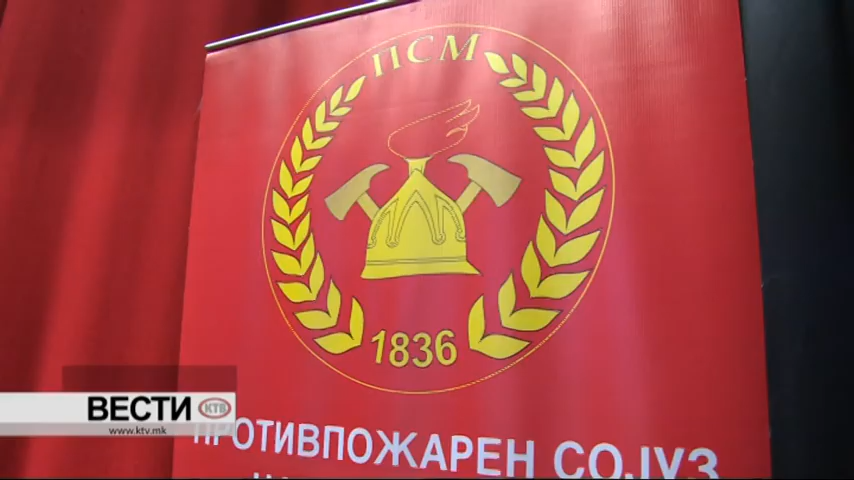 ПСМ
1836
ПРОТИВПОЖАРЕН СОЈУЗ
ВЕСТИ КТВ
www.ktv.mk